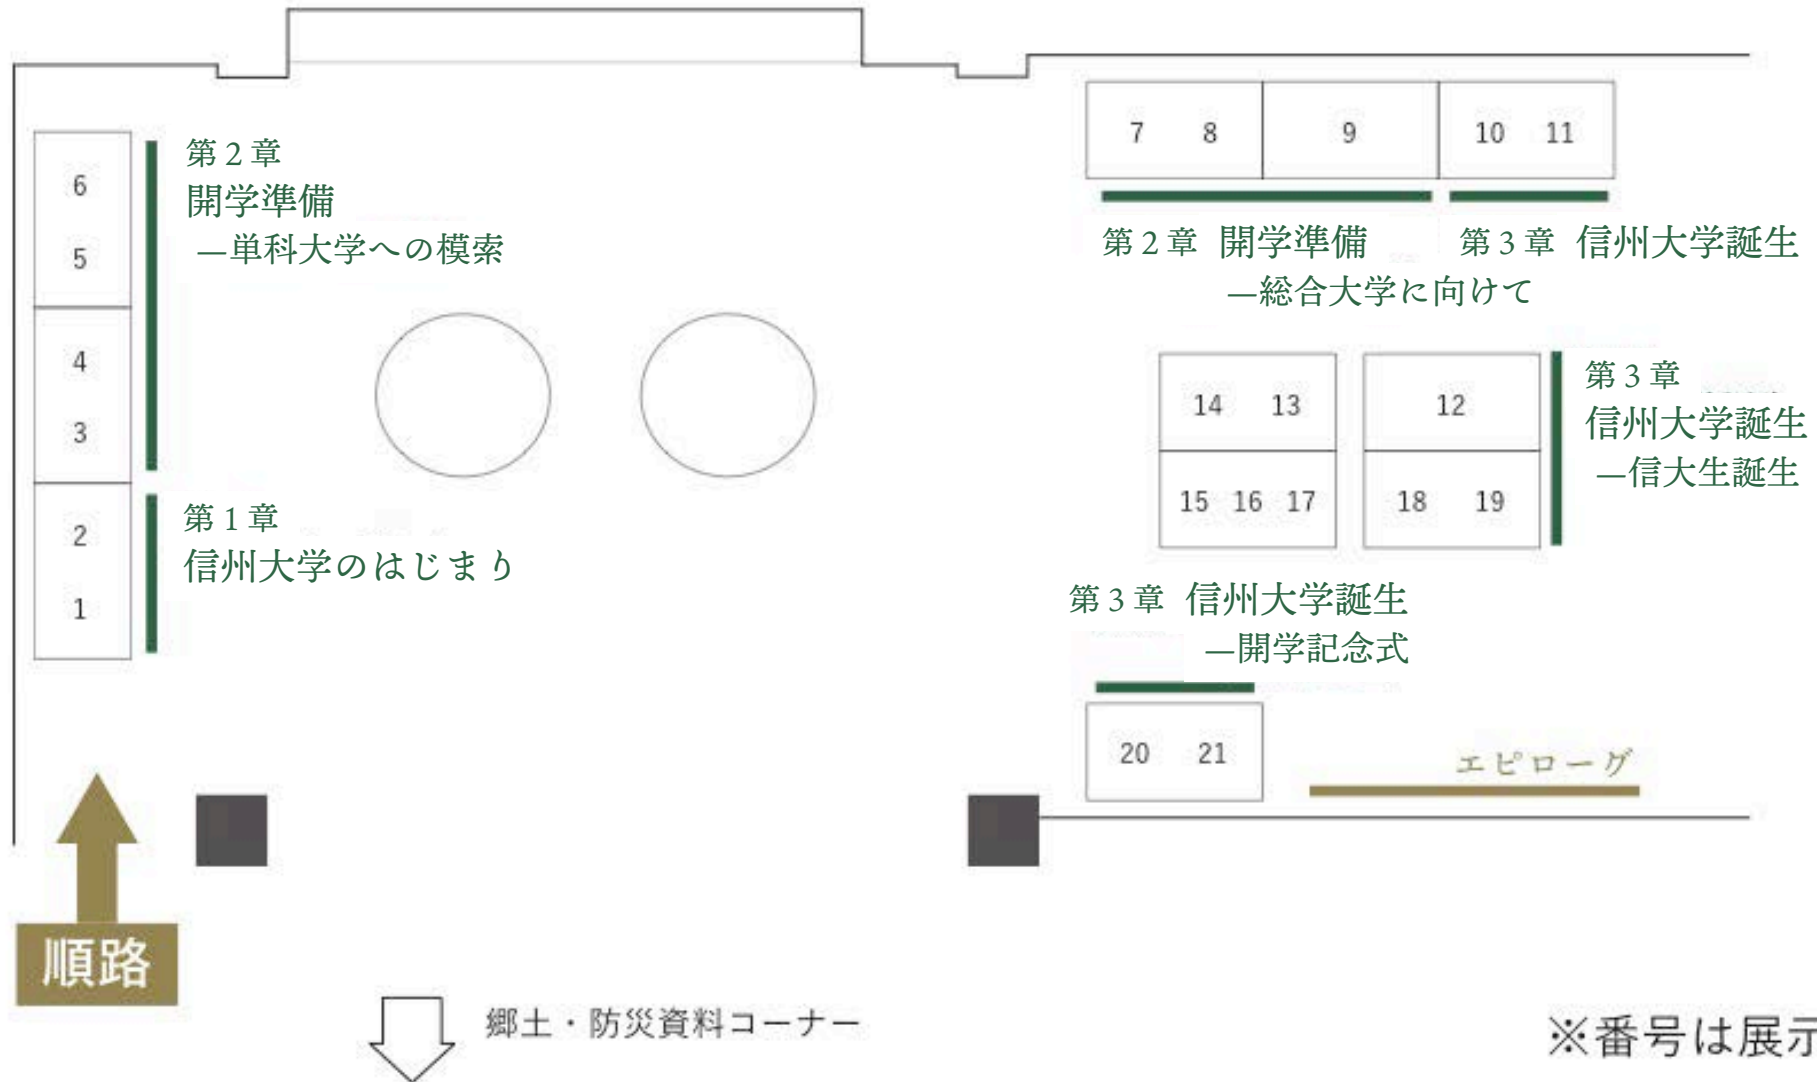 6
5
4
3
2
1
第2章
開学準備
―単科大学への模索
第1章
信州大学のはじまり
7 8 9 10 11
第2章 開学準備
―総合大学に向けて
第3章 信州大学誕生
14 13 12
15 16 17 18 19
第3章
信州大学誕生
―信大生誕生
第3章 信州大学誕生
―開学記念式
20 21
エピローグ
順路
郷土・防災資料コーナー
※番号は展示